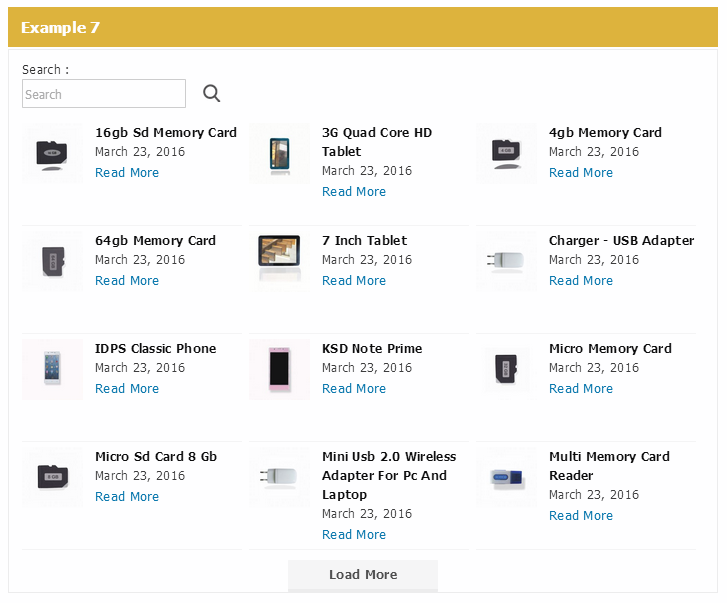 Example 7
Search :
Search
16gb Sd Memory Card
March 23, 2016
Read More
3G Quad Core HD
Tablet
March 23, 2016
Read More
4gb Memory Card
March 23, 2016
Read More
64gb Memory Card
March 23, 2016
Read More
7 Inch Tablet
March 23, 2016
Read More
Charger - USB Adapter
March 23, 2016
Read More
IDPS Classic Phone
March 23, 2016
Read More
KSD Note Prime
March 23, 2016
Read More
Micro Memory Card
March 23, 2016
Read More
Micro Sd Card 8 Gb
March 23, 2016
Read More
Mini Usb 2.0 Wireless
Adapter For Pc And
Laptop
March 23, 2016
Read More
Multi Memory Card
Reader
March 23, 2016
Read More
Load More